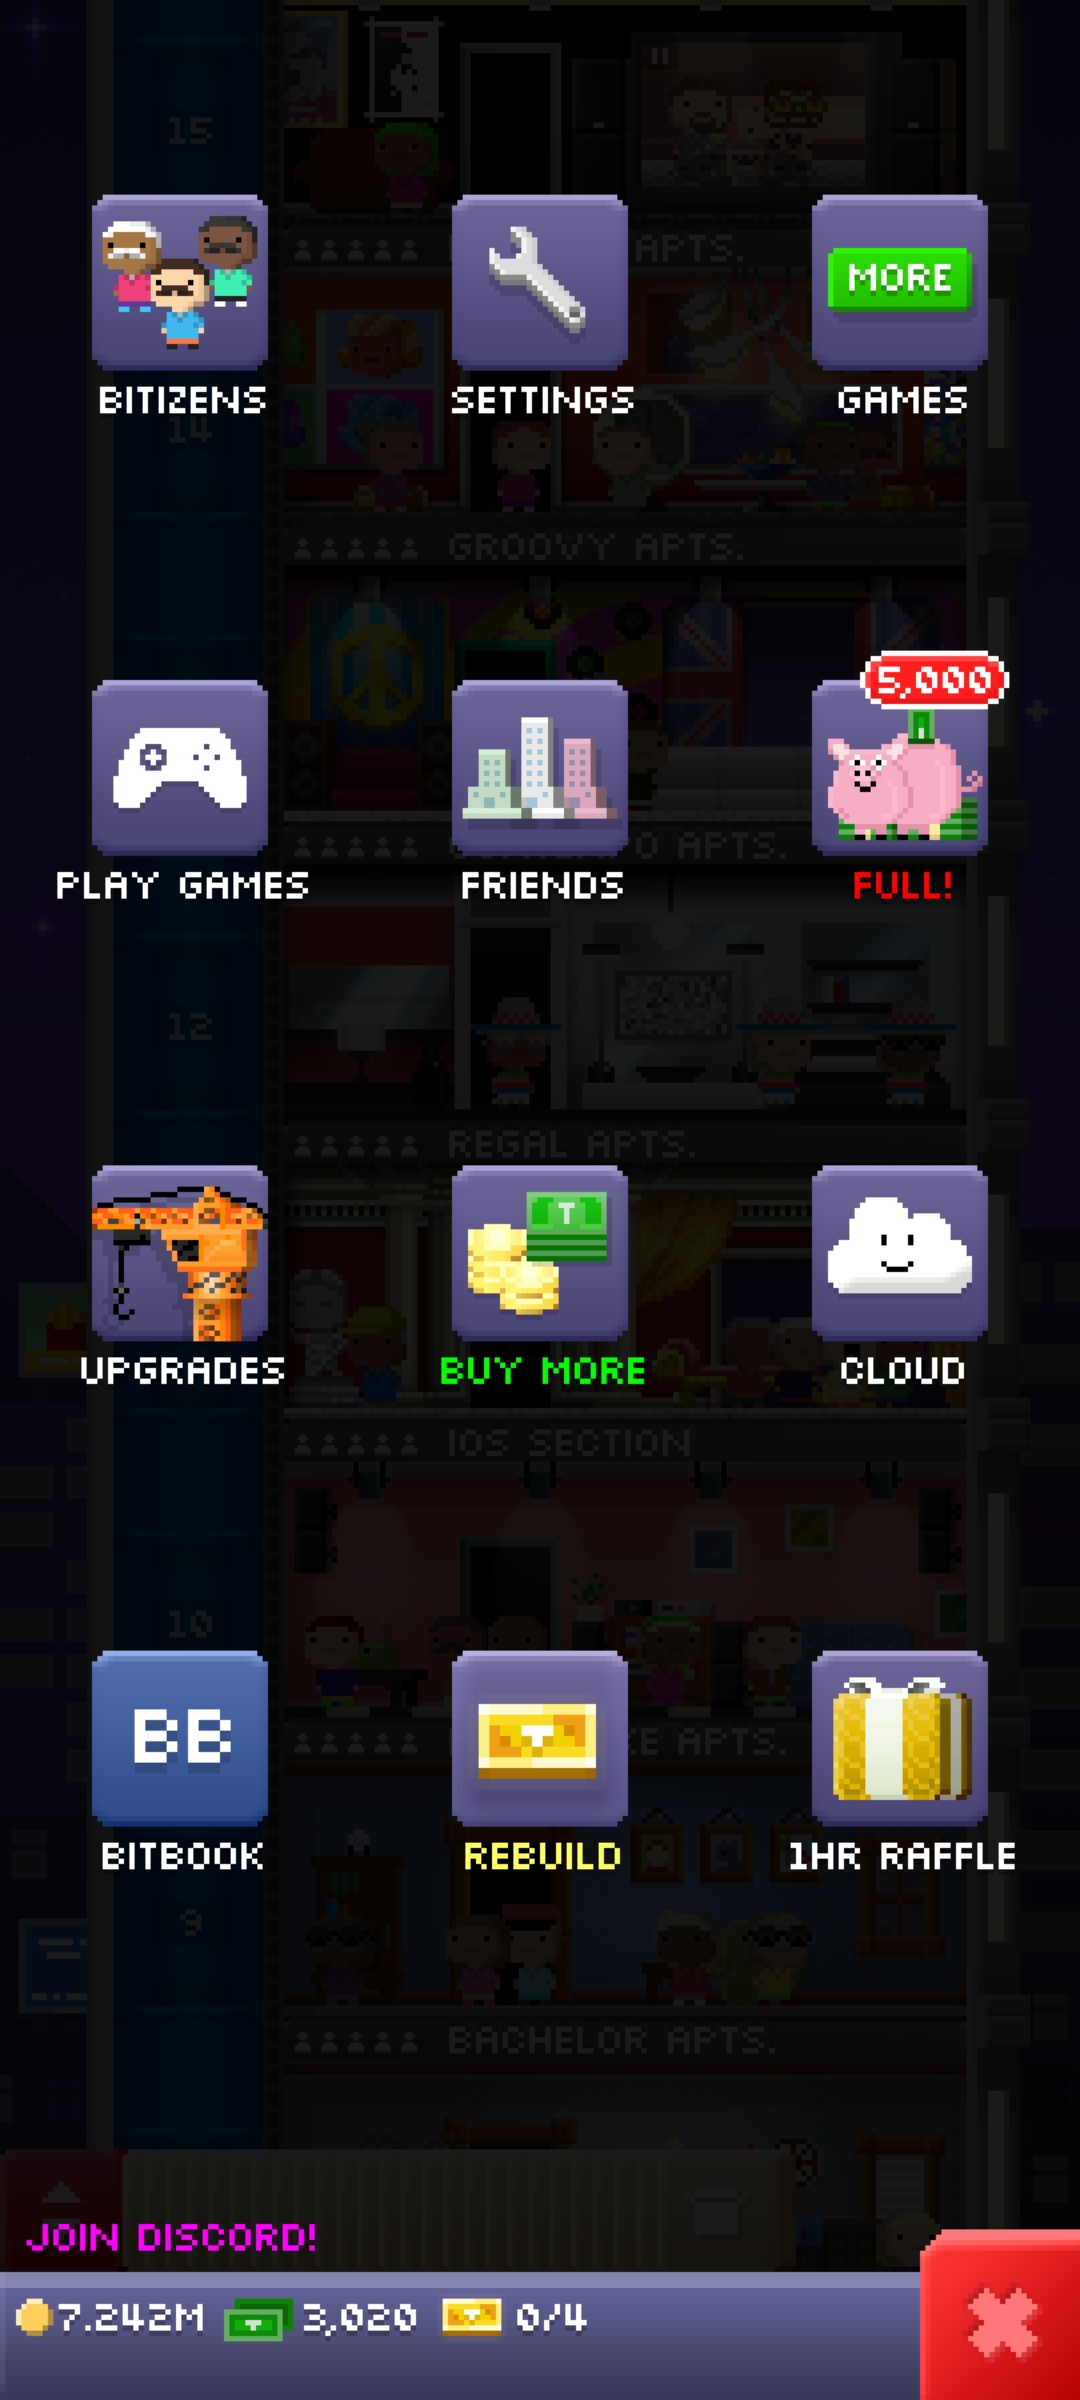 15
APTS.
MORE
BITIZENS
SETTINGS
GAMES
14
GROOVY APTS.
5,000
O APTS.
PLAY GAMES
FRIENDS
FULL!
12
REGAL APTS.
T
UPGRADES
BUY MORE
CLOUD
IOS SECTION
10
BB
KE APTS.
BITBOOK
REBUILD
1HR RAFFLE
9
BACHELOR APTS.
JOIN DISCORD!
7.242M
3,020
0/4